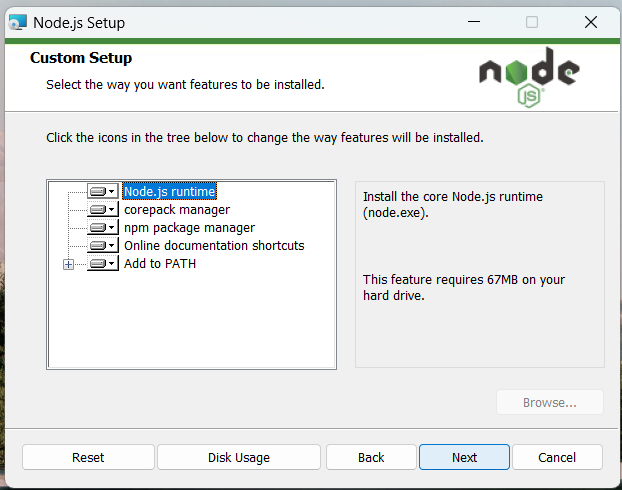 Node.js Setup
Custom Setup
Select the way you want features to be installed.
node
JS
Click the icons in the tree below to change the way features will be installed.
Node.js runtime
corepack manager
npm package manager
Online documentation shortcuts
Add to PATH
Install the core Node.js runtime
(node.exe).
This feature requires 67MB on your
hard drive.
Browse...
Reset
Disk Usage
Back
Next
Cancel